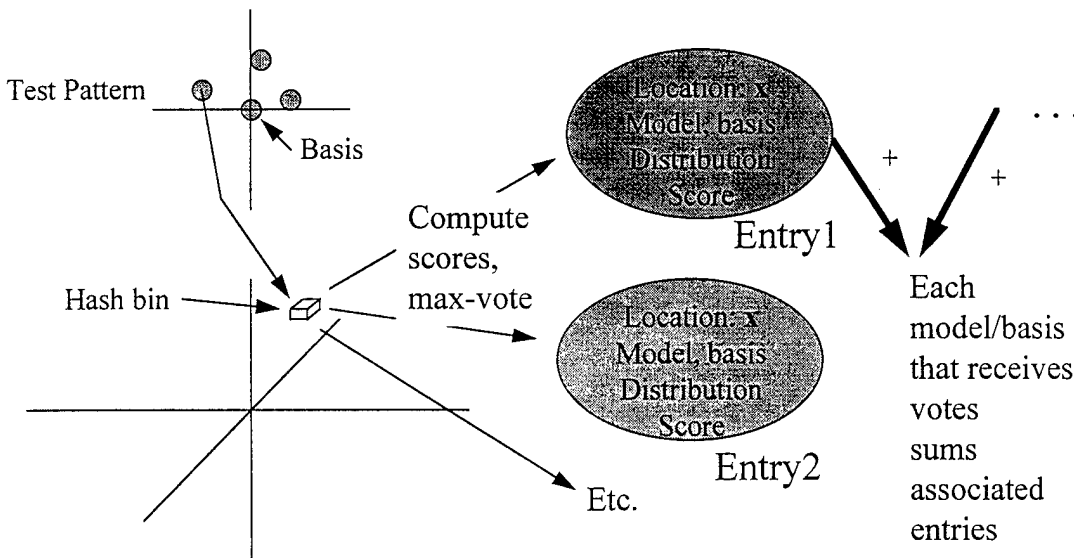 Test Pattern
Basis
Hash bin
Compute
scores,
max-vote
Location: x
Model: basis
Distribution
Score
Entry1
Location: x
Model, basis
Distribution
Score
Entry2
Etc.
+
+
. . .
Each
model/basis
that receives
votes
sums
associated
entries